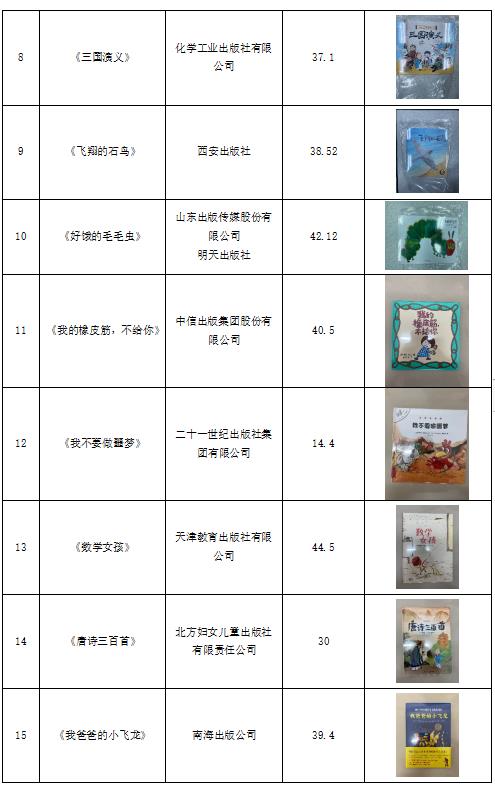 8
《三国演义》
化学工业出版社有限
公司
37.1
三国演义
9
《飞翔的石鸟》
西安出版社
38.52
10
《好饿的毛毛虫》
山东出版传媒股份有
限公司
明天出版社
42.12
11
《我的橡皮筋，不给你》
中信出版集团股份有
限公司
40.5
我的
橡皮筋,
不给你
12
《我不要做噩梦》
二十一世纪出版社集
团有限公司
14.4
我不要做噩梦
13
《数学女孩》
天津教育出版社有限
公司
44.5
数学
女孩
14
《唐诗三百首》
北方妇女儿童出版社
有限责任公司
30
唐诗三百首
15
《我爸爸的小飞龙》
南海出版公司
39.4
我爸爸的小飞龙